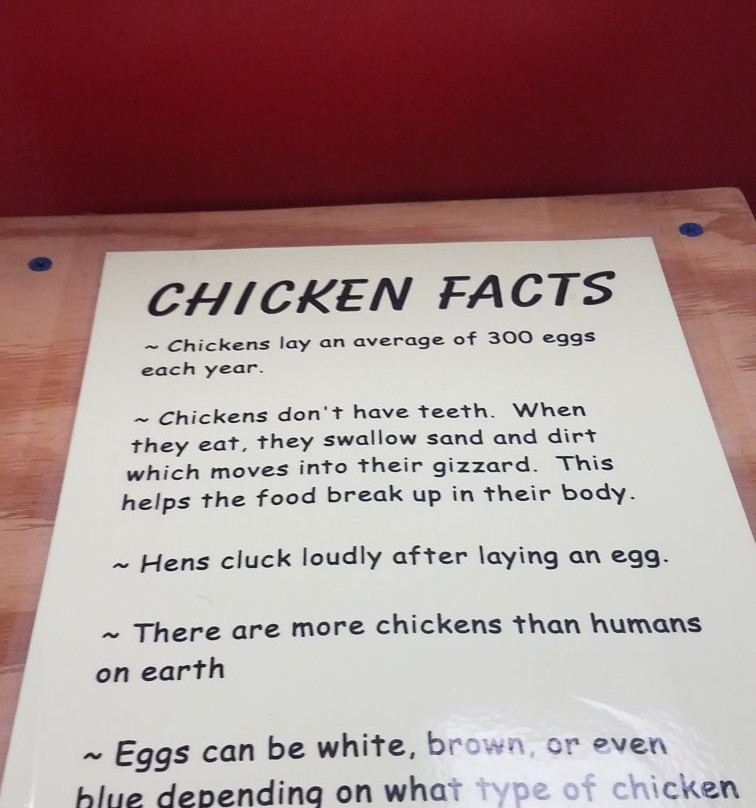 CHICKEN FACTS
~ Chickens lay an average of 300 eggs
each year.
~ Chickens don't have teeth. When
they eat, they swallow sand and dirt
which moves into their gizzard. This
helps the food break up in their body.
~ Hens cluck loudly after laying an egg.
~ There are more chickens than humans
on earth
~ Eggs can be white, brown, or even
blue depending on what type of chicken